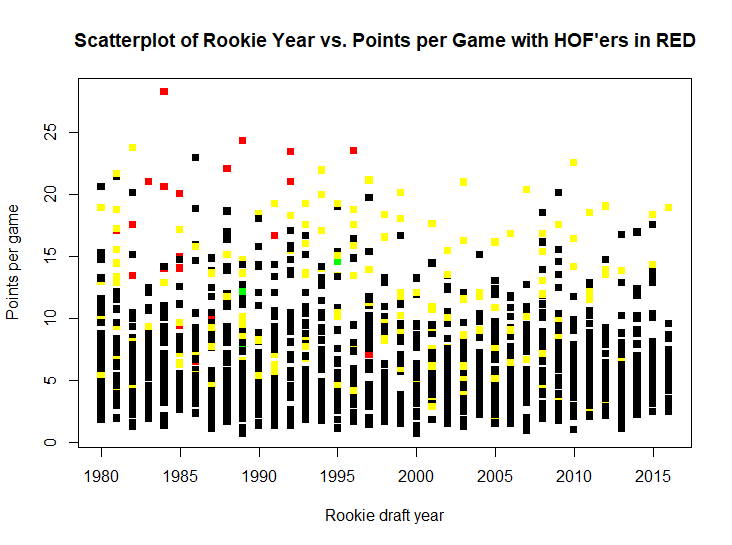 Scatterplot of Rookie Year vs. Points per Game with HOF'ers in RED
Points per game
25
20
15
10
5
0
1980 1985 1990 1995 2000 2005 2010 2015
Rookie draft year